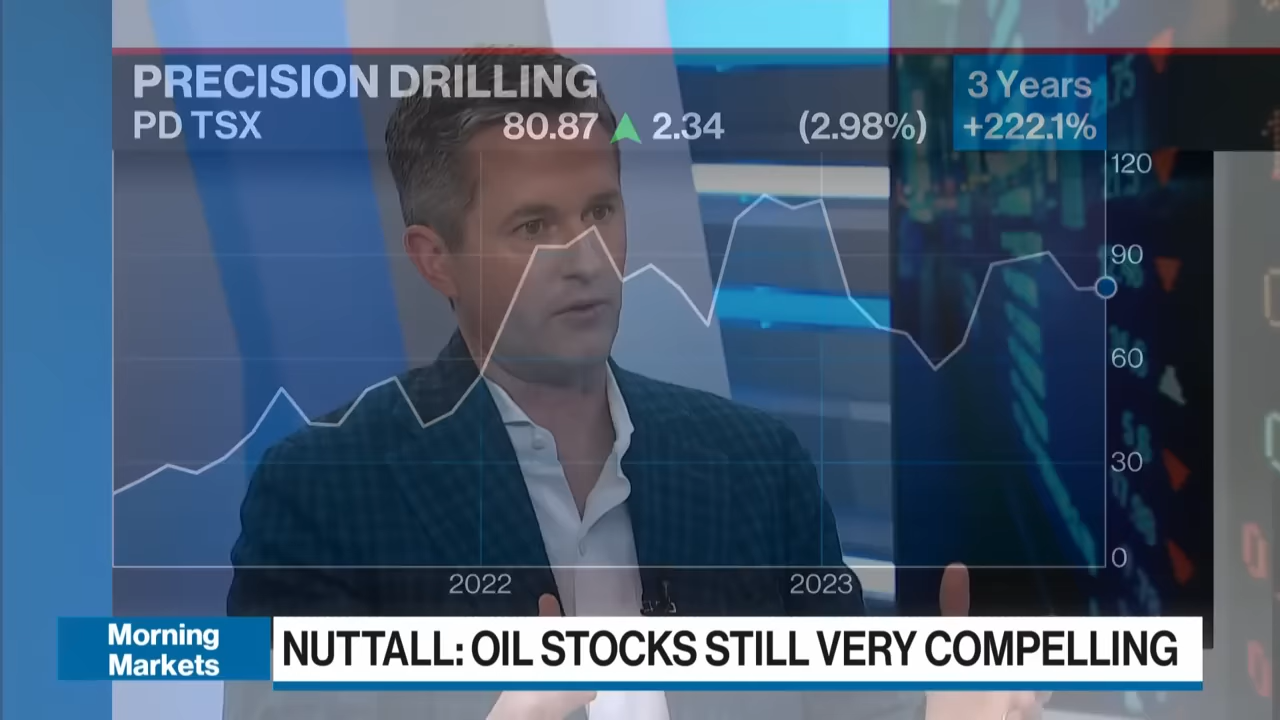 PRECISION DRILLING
3 Years
PD TSX
80.87 ▲ 2.34 (2.98%)
+222.1%
120
90
60
30
0
2022
2023
Morning
Markets
NUTTALL: OIL STOCKS STILL VERY COMPELLING